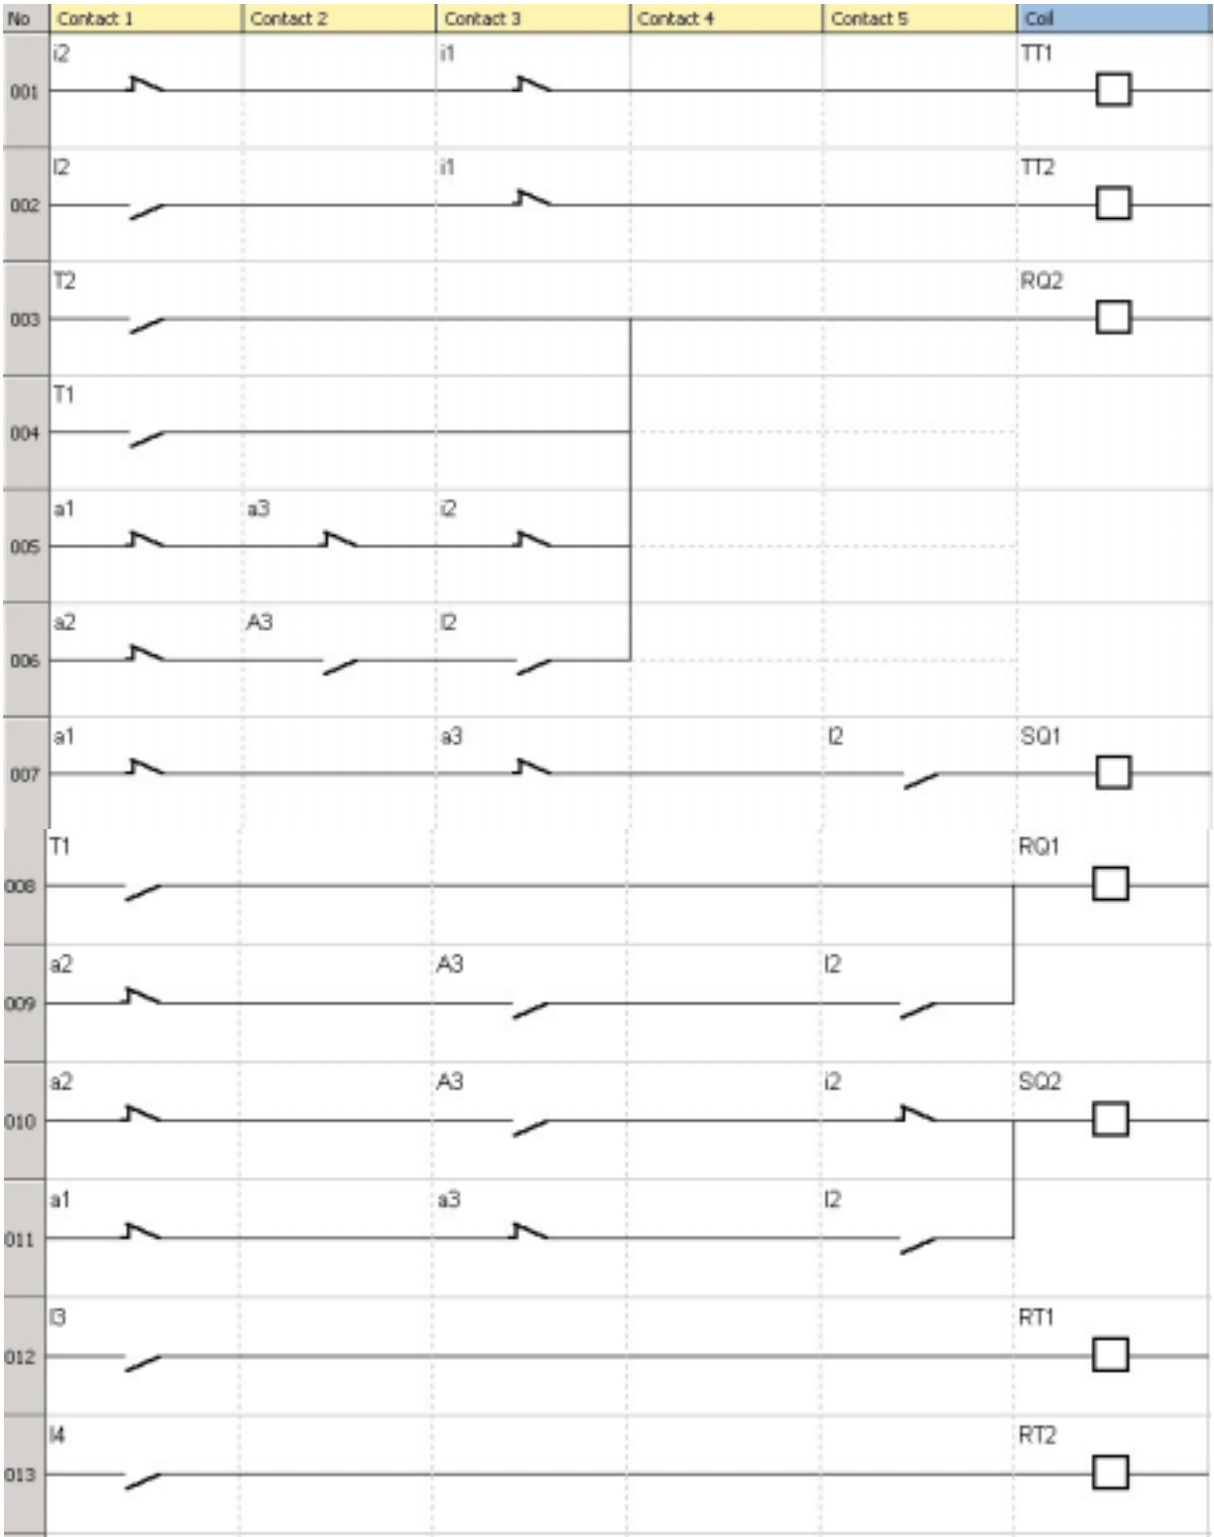 No Contact 1 Contact 2 Contact 3 Contact 4 Contact 5 Coil
i2 i1 TT1
001
I2 i1 TT2
002
T2 RQ2
003
T1
004
a1 a3 i2
005
a2 A3 I2
006
a1 a3 I2 SQ1
007
T1 RQ1
008
a2 A3 I2
009
a2 A3 i2 SQ2
010
a1 a3 I2
011
I3 RT1
012
I4 RT2
013